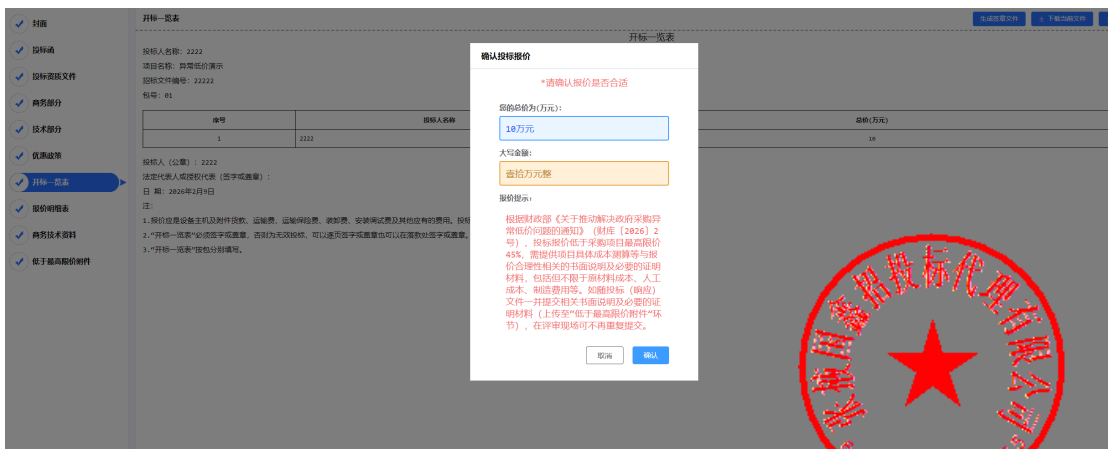 封面
投标函
投标资质文件
商务部分
技术部分
优惠政策
开标一览表
报价明细表
商务技术资料
低于最高限价附件
开标一览表
生成签章文件
下载当前文件
开标一览表
投标人名称: 2222
项目名称: 异常低价演示
招标文件编号: 22222
包号: 01
序号
投标人名称
总价(万元)
1
2222
10
投标人（公章）: 2222
法定代表人或授权代表（签字或盖章）:
日 期: 2026年2月9日
注:
1.报价应是设备主机及附件货款、运输费、运输保险费、装卸费、安装调试费及其他应有的费用。投标
2.“开标一览表”必须签字或盖章，否则为无效投标，可以逐页签字或盖章也可以在落款处签字或盖章。
3.“开标一览表”按包分别填写。
确认投标报价
*请确认报价是否合适
您的总价为(万元):
10万元
大写金额:
壹拾万元整
报价提示:
根据财政部《关于推动解决政府采购异
常低价问题的通知》（财库〔2026〕2
号），投标报价低于采购项目最高限价
45%，需提供项目具体成本测算等与报
价合理性相关的书面说明及必要的证明
材料，包括但不限于原材料成本、人工
成本、制造费用等。如随投标（响应）
文件一并提交相关书面说明及必要的证
明材料（上传至“低于最高限价附件”环
节），在评审现场可不再重复提交。
取消
确认
招投标代理有限公司